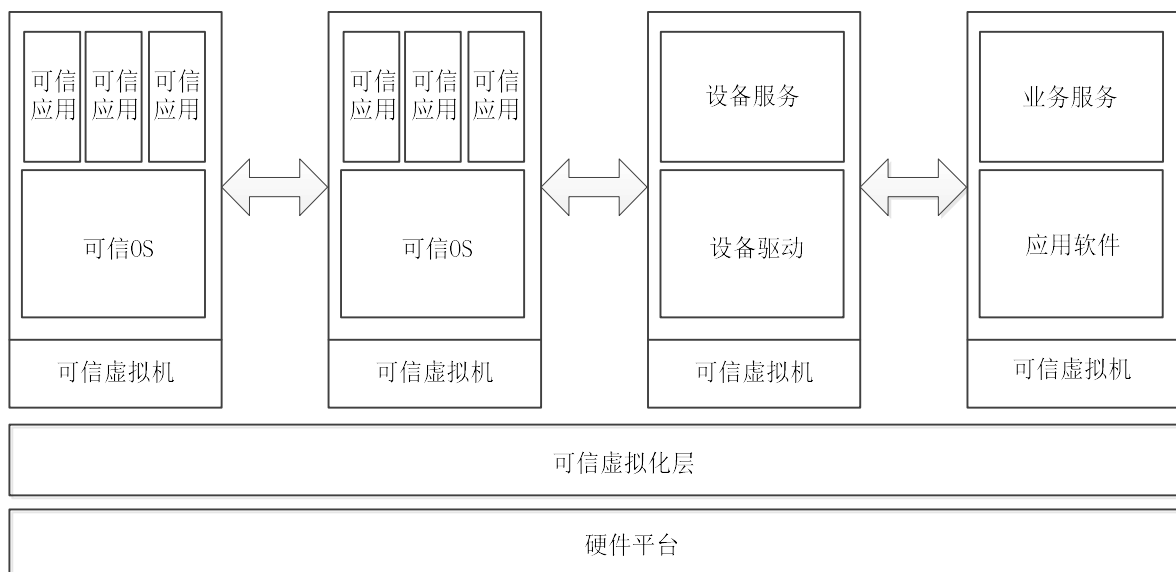 可信
应用
可信
应用
可信
应用
可信OS
可信虚拟机
可信
应用
可信
应用
可信
应用
可信OS
可信虚拟机
设备服务
设备驱动
可信虚拟机
业务服务
应用软件
可信虚拟机
可信虚拟化层
硬件平台